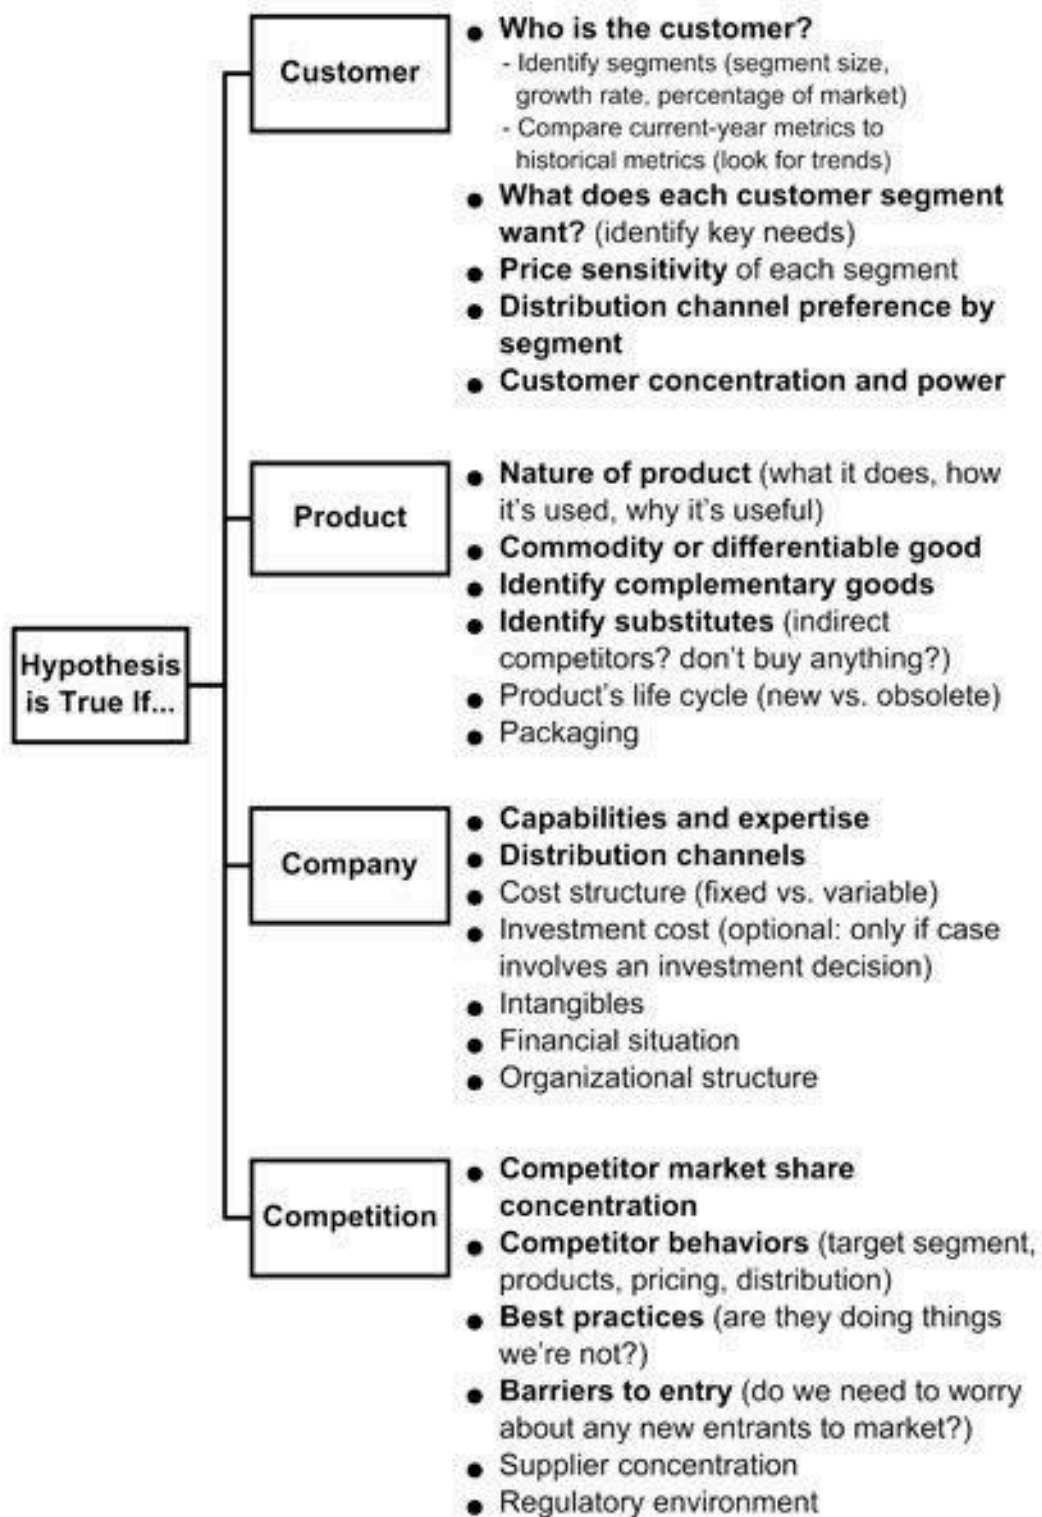 Customer
● Who is the customer?
- Identify segments (segment size,
growth rate, percentage of market)
- Compare current-year metrics to
historical metrics (look for trends)
● What does each customer segment
want? (identify key needs)
● Price sensitivity of each segment
● Distribution channel preference by
segment
● Customer concentration and power
Product
● Nature of product (what it does, how
it's used, why it's useful)
● Commodity or differentiable good
● Identify complementary goods
● Identify substitutes (indirect
competitors? don't buy anything?)
● Product's life cycle (new vs. obsolete)
● Packaging
Hypothesis
is True If...
Company
● Capabilities and expertise
● Distribution channels
● Cost structure (fixed vs. variable)
● Investment cost (optional: only if case
involves an investment decision)
● Intangibles
● Financial situation
● Organizational structure
Competition
● Competitor market share
concentration
● Competitor behaviors (target segment,
products, pricing, distribution)
● Best practices (are they doing things
we're not?)
● Barriers to entry (do we need to worry
about any new entrants to market?)
● Supplier concentration
● Regulatory environment